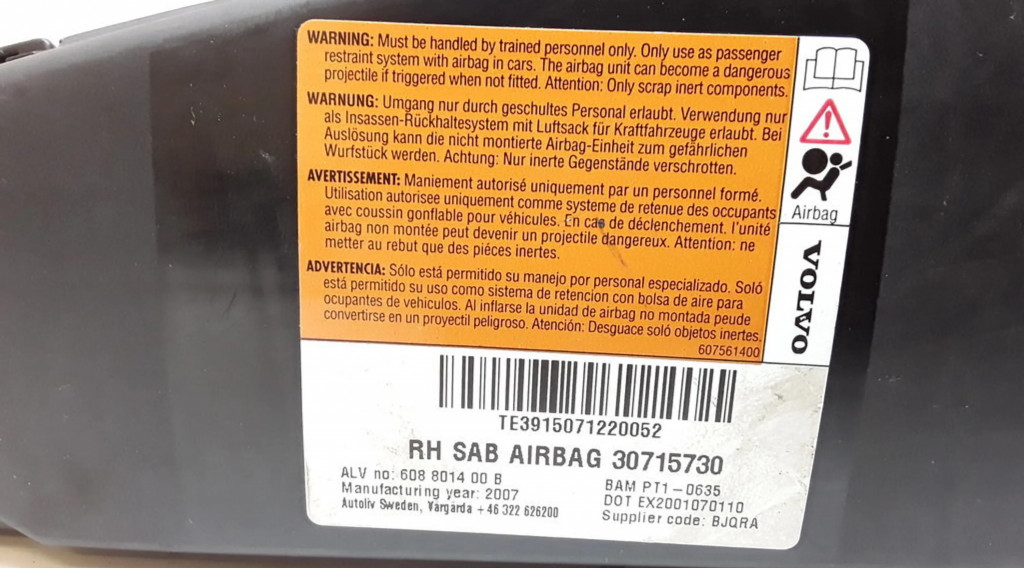 WARNING: Must be handled by trained personnel only. Only use as passenger
restraint system with airbag in cars. The airbag unit can become a dangerous
projectile if triggered when not fitted. Attention: Only scrap inert components.
WARNUNG: Umgang nur durch geschultes Personal erlaubt. Verwendung nur
als Insassen-Rückhaltesystem mit Luftsack für Kraftfahrzeuge erlaubt. Bei
Auslösung kann die nicht montierte Airbag-Einheit zum gefährlichen
Wurfstück werden. Achtung: Nur inerte Gegenstände verschrotten.
AVERTISSEMENT: Maniement autorisé uniquement par un personnel formé.
Utilisation autorisee uniquement comme systeme de retenue des occupants
avec coussin gonflable pour véhicules. En cas de déclenchement. l'unité
airbag non montée peut devenir un projectile dangereux. Attention: ne
metter au rebut que des piéces inertes.
ADVERTENCIA: Sólo está permitido su manejo por personal especializado. Soló
está permitido su uso como sistema de retencion con bolsa de aire para
ocupantes de vehiculos. Al inflarse la unidad de airbag no montada peude
convertirse en un proyectil peligroso. Atención: Desguace soló objetos inertes.
607561400
Airbag
VOLVO
TE3915071220052
RH SAB AIRBAG 30715730
ALV no: 608 8014 00 B
Manufacturing year: 2007
Autoliv Sweden, Vårgårda +46 322 626200
BAM PT1-0635
DOT EX2001070110
Supplier code: BJQRA